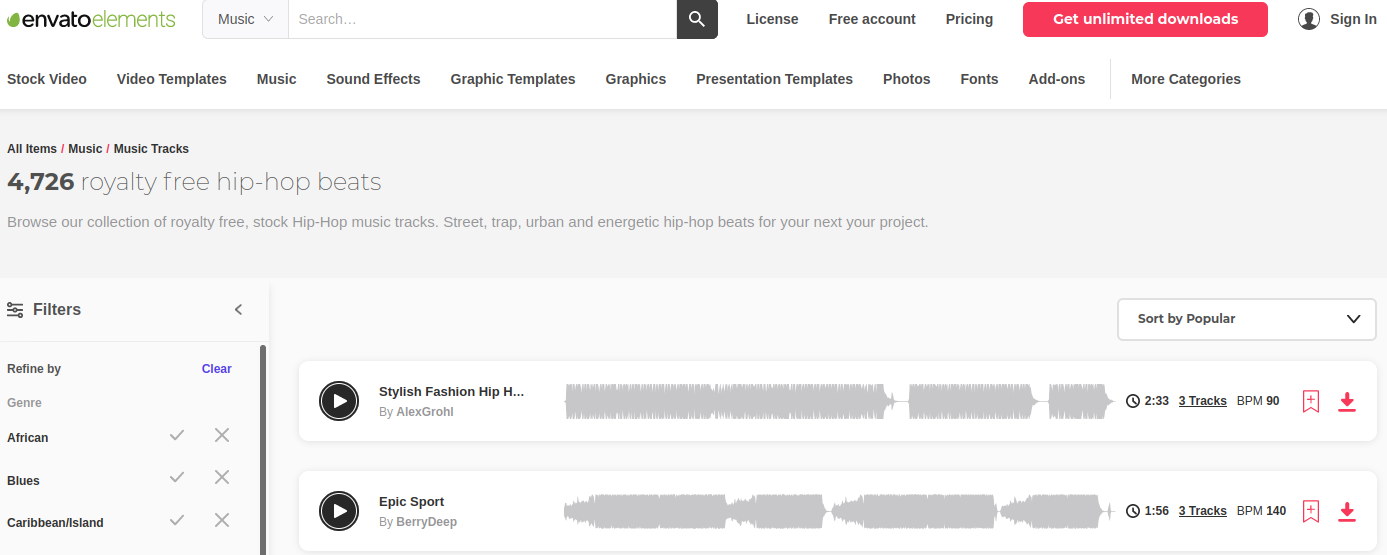 envatoelements Music Search... License Free account Pricing Get unlimited downloads Sign In
Stock Video Video Templates Music Sound Effects Graphic Templates Graphics Presentation Templates Photos Fonts Add-ons More Categories
All Items / Music / Music Tracks
4,726 royalty free hip-hop beats
Browse our collection of royalty free, stock Hip-Hop music tracks. Street, trap, urban and energetic hip-hop beats for your next your project.
Filters
Sort by Popular
Refine by Clear
Genre
African
Blues
Caribbean/Island
Stylish Fashion Hip H...
By AlexGrohl
2:33 3 Tracks BPM 90
Epic Sport
By BerryDeep
1:56 3 Tracks BPM 140